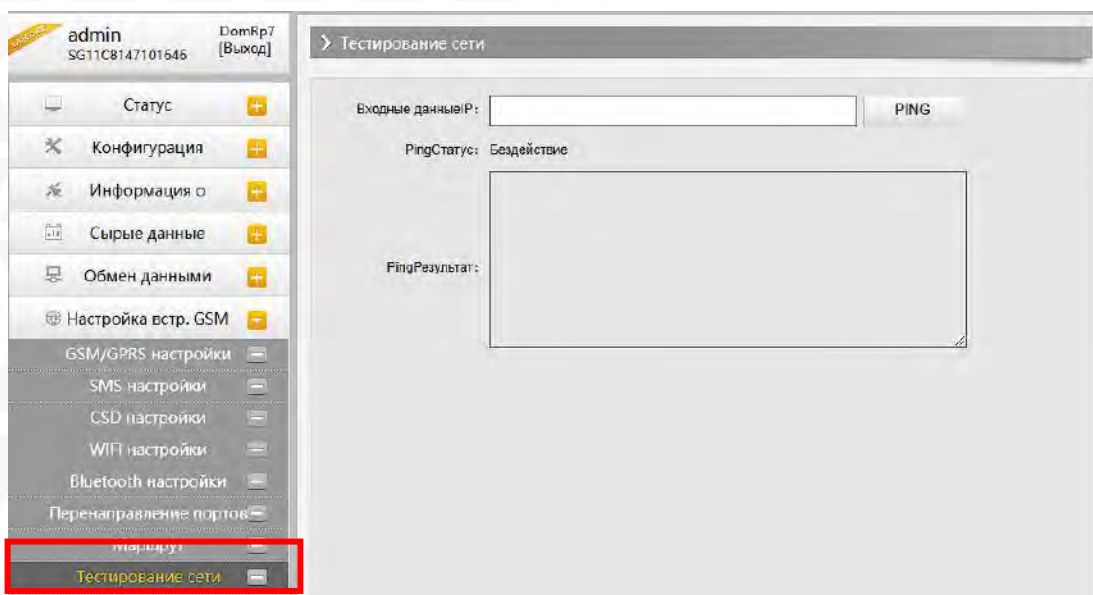 admin
DomRp7
SG11C8147101646
[Выход]
Статус
Конфигурация
Информация о
Сырые данные
Обмен данными
Настройка встр. GSM
GSM/GPRS настройки
SMS настройки
CSD настройки
WIFI настройки
Bluetooth настройки
Перенаправление портов
Маршрут
Тестирование сети
Тестирование сети
Входные данныеIP:
PING
PingСтатус: Бездействие
PingРезультат: